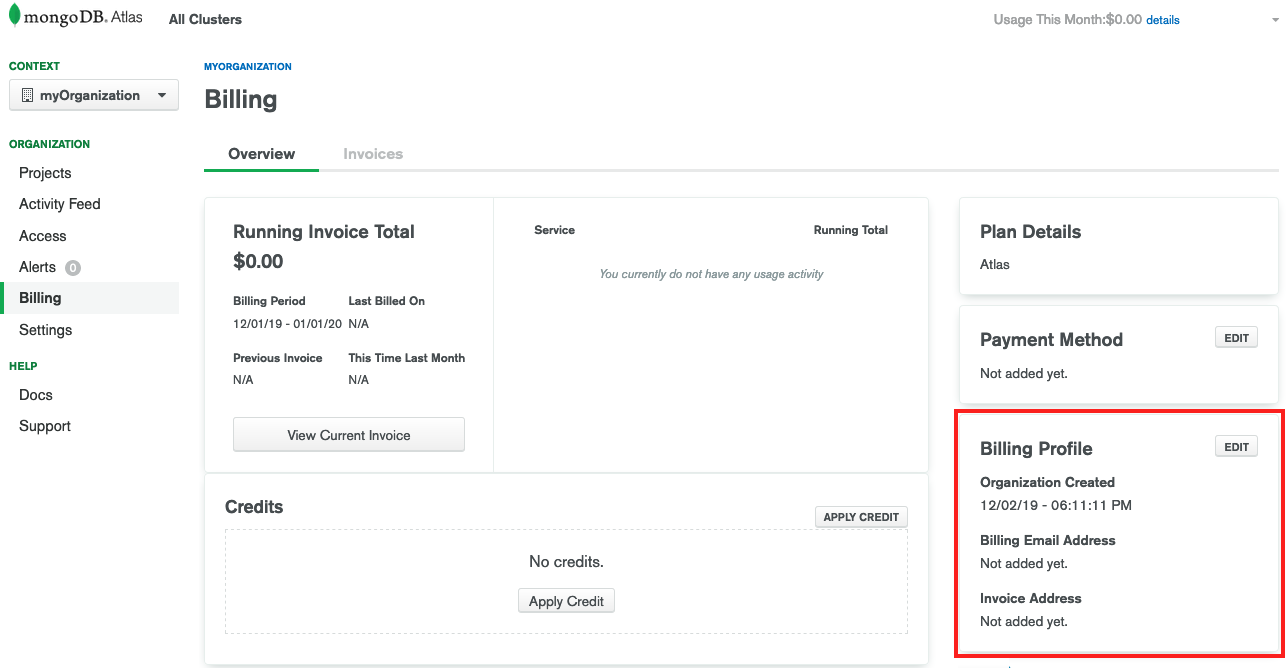 mongoDB. Atlas
All Clusters
Usage This Month:$0.00 details
CONTEXT
myOrganization
ORGANIZATION
Projects
Activity Feed
Access
Alerts 0
Billing
Settings
HELP
Docs
Support
MYORGANIZATION
Billing
Overview
Invoices
Running Invoice Total
$0.00
Billing Period Last Billed On
12/01/19 - 01/01/20 N/A
Previous Invoice This Time Last Month
N/A N/A
View Current Invoice
Service Running Total
You currently do not have any usage activity
Credits
APPLY CREDIT
No credits.
Apply Credit
Plan Details
Atlas
Payment Method EDIT
Not added yet.
Billing Profile EDIT
Organization Created
12/02/19 - 06:11:11 PM
Billing Email Address
Not added yet.
Invoice Address
Not added yet.